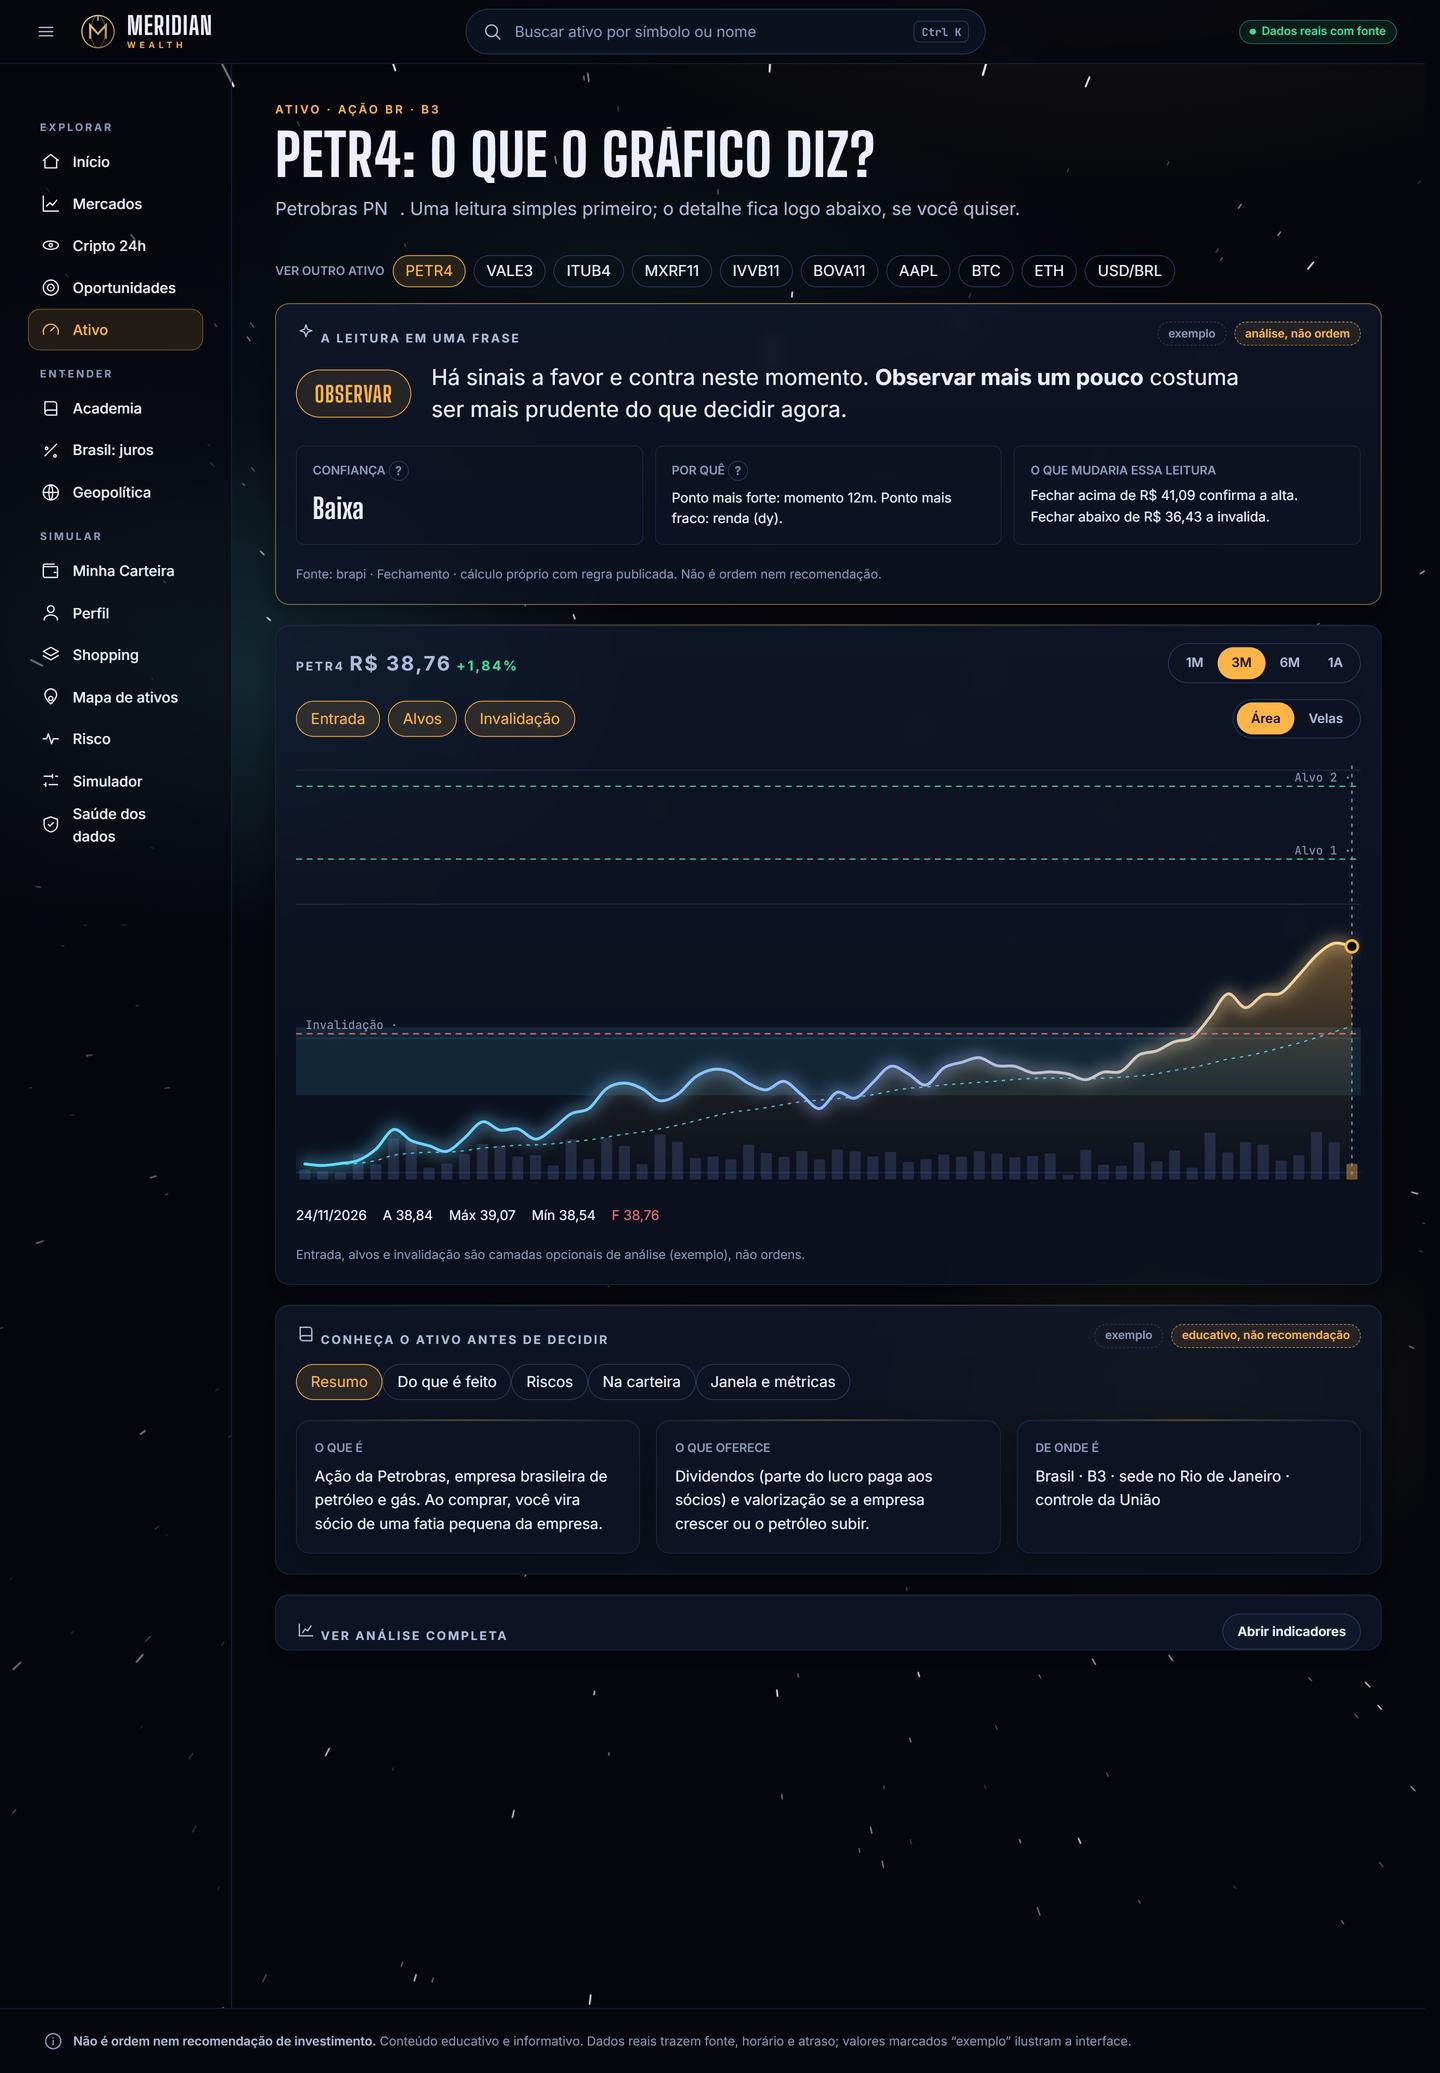 MERIDIAN
WEALTH
Buscar ativo por símbolo ou nome
Ctrl K
Dados reais com fonte
EXPLORAR
Início
Mercados
Cripto 24h
Oportunidades
Ativo
ENTENDER
Academia
Brasil: juros
Geopolítica
SIMULAR
Minha Carteira
Perfil
Shopping
Mapa de ativos
Risco
Simulador
Saúde dos
dados
ATIVO · AÇÃO BR · B3
PETR4: O QUE O GRÁFICO DIZ?
Petrobras PN . Uma leitura simples primeiro; o detalhe fica logo abaixo, se você quiser.
VER OUTRO ATIVO PETR4 VALE3 ITUB4 MXRF11 IVVB11 BOVA11 AAPL BTC ETH USD/BRL
A LEITURA EM UMA FRASE
exemplo análise, não ordem
OBSERVAR
Há sinais a favor e contra neste momento. Observar mais um pouco costuma
ser mais prudente do que decidir agora.
CONFIANÇA ?
Baixa
POR QUÊ ?
Ponto mais forte: momento 12m. Ponto mais
fraco: renda (dy).
O QUE MUDARIA ESSA LEITURA
Fechar acima de R$ 41,09 confirma a alta.
Fechar abaixo de R$ 36,43 a invalida.
Fonte: brapi · Fechamento · cálculo próprio com regra publicada. Não é ordem nem recomendação.
PETR4 R$ 38,76 +1,84%
1M 3M 6M 1A
Entrada Alvos Invalidação
Área Velas
Alvo 2 ·
Alvo 1 ·
Invalidação ·
24/11/2026 A 38,84 Máx 39,07 Mín 38,54 F 38,76
Entrada, alvos e invalidação são camadas opcionais de análise (exemplo), não ordens.
CONHEÇA O ATIVO ANTES DE DECIDIR
exemplo educativo, não recomendação
Resumo Do que é feito Riscos Na carteira Janela e métricas
O QUE É
Ação da Petrobras, empresa brasileira de
petróleo e gás. Ao comprar, você vira
sócio de uma fatia pequena da empresa.
O QUE OFERECE
Dividendos (parte do lucro paga aos
sócios) e valorização se a empresa
crescer ou o petróleo subir.
DE ONDE É
Brasil · B3 · sede no Rio de Janeiro ·
controle da União
VER ANÁLISE COMPLETA
Abrir indicadores
Não é ordem nem recomendação de investimento. Conteúdo educativo e informativo. Dados reais trazem fonte, horário e atraso; valores marcados “exemplo” ilustram a interface.